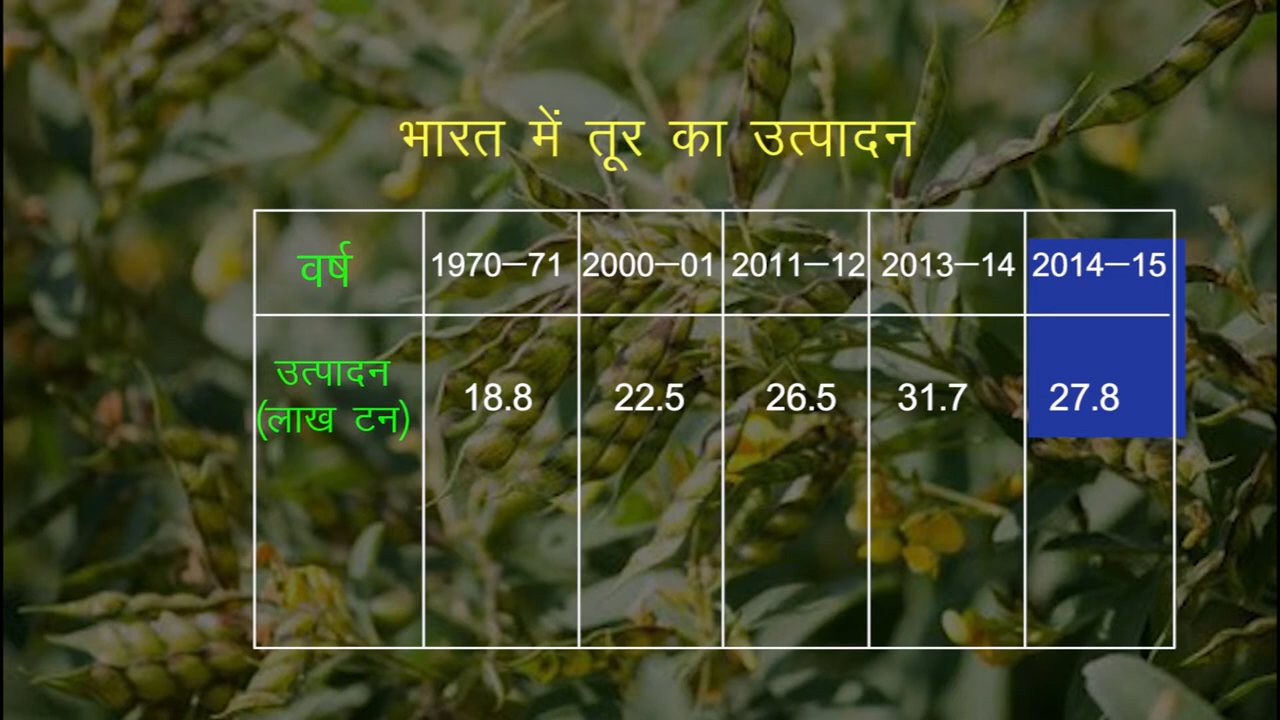 भारत में तूर का उत्पादन
वर्ष 1970–71 2000–01 2011–12 2013–14 2014–15
उत्पादन
(लाख टन) 18.8 22.5 26.5 31.7 27.8